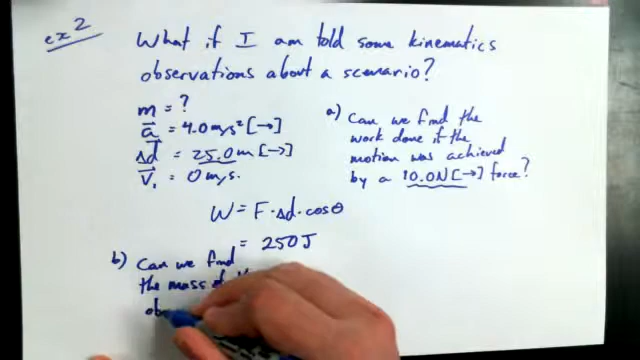 ex 2
What if I am told some kinematics
observations about a scenario?
m = ?
a⃗ = 4.0 m/s² [→]
Δd⃗ = 25.0 m [→]
v⃗₁ = 0 m/s.
a) Can we find the
work done if the
motion was achieved
by a 10.0N [→] force?
W = F · Δd · cosθ
= 250 J
b) Can we find
the mass of
ob